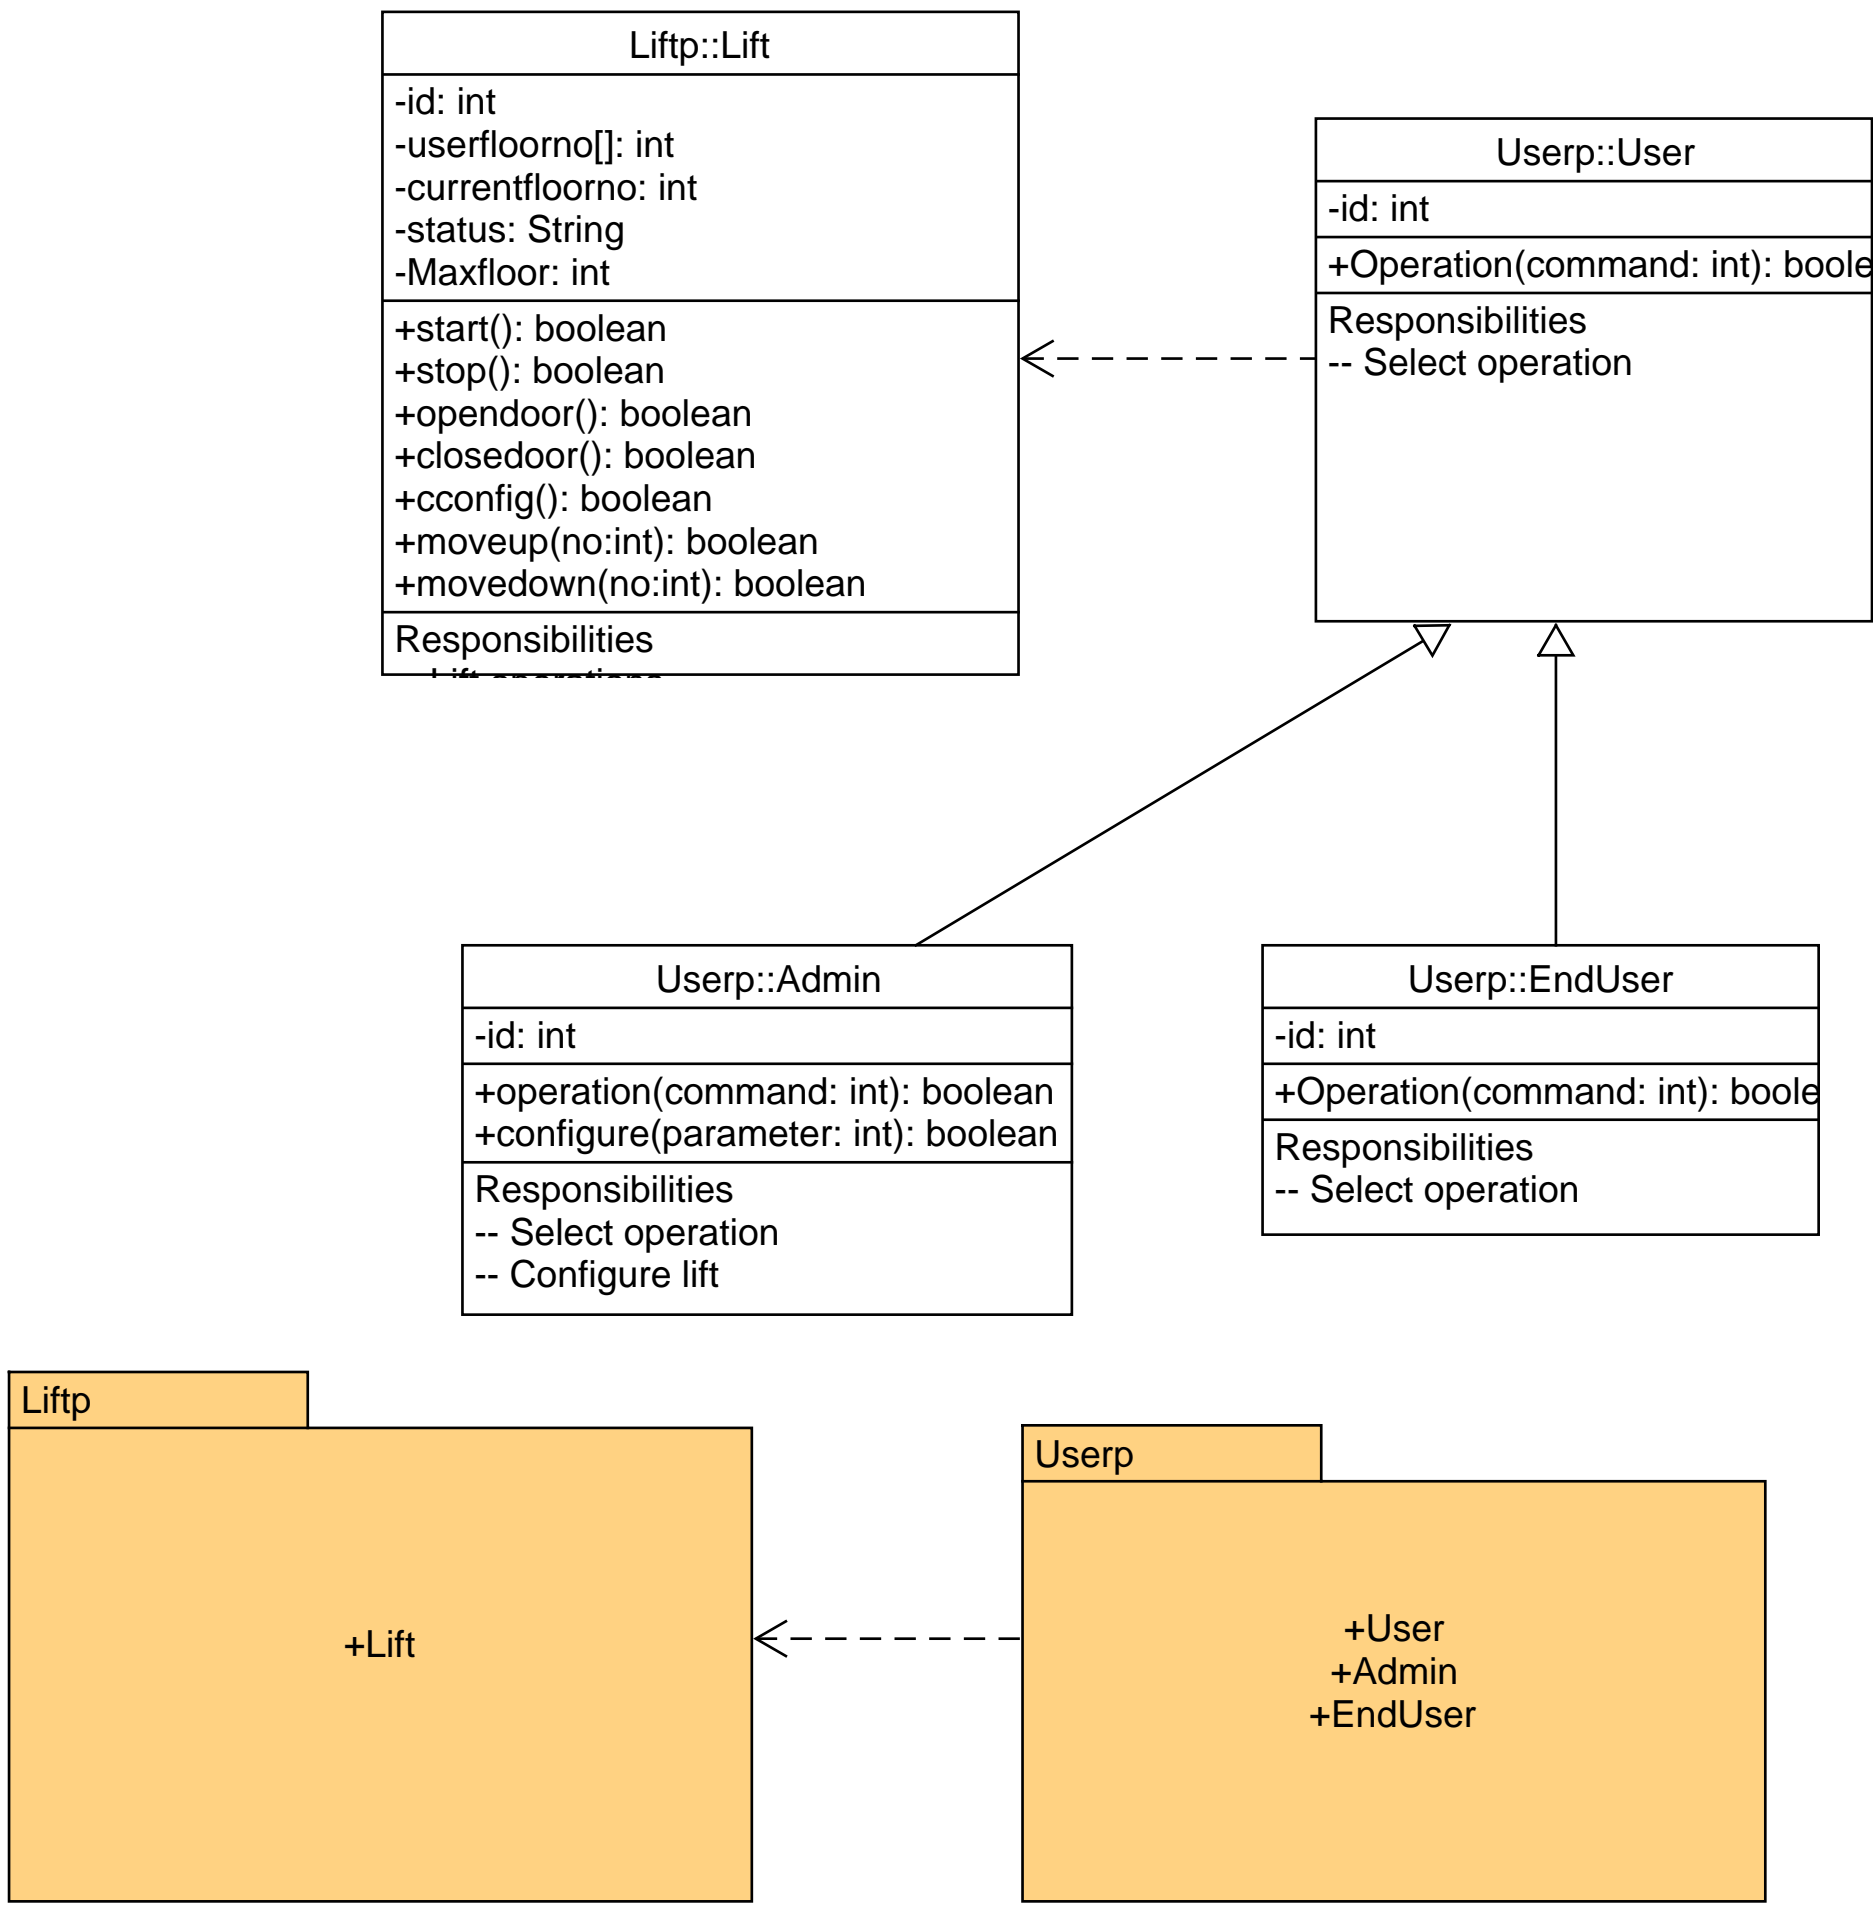 Liftp::Lift
-id: int
-userfloorno[]: int
-currentfloorno: int
-status: String
-Maxfloor: int
+start(): boolean
+stop(): boolean
+opendoor(): boolean
+closedoor(): boolean
+cconfig(): boolean
+moveup(no:int): boolean
+movedown(no:int): boolean
Responsibilities
-- Lift operations
Userp::User
-id: int
+Operation(command: int): boole
Responsibilities
-- Select operation
Userp::Admin
-id: int
+operation(command: int): boolean
+configure(parameter: int): boolean
Responsibilities
-- Select operation
-- Configure lift
Userp::EndUser
-id: int
+Operation(command: int): boole
Responsibilities
-- Select operation
Liftp
+Lift
Userp
+User
+Admin
+EndUser